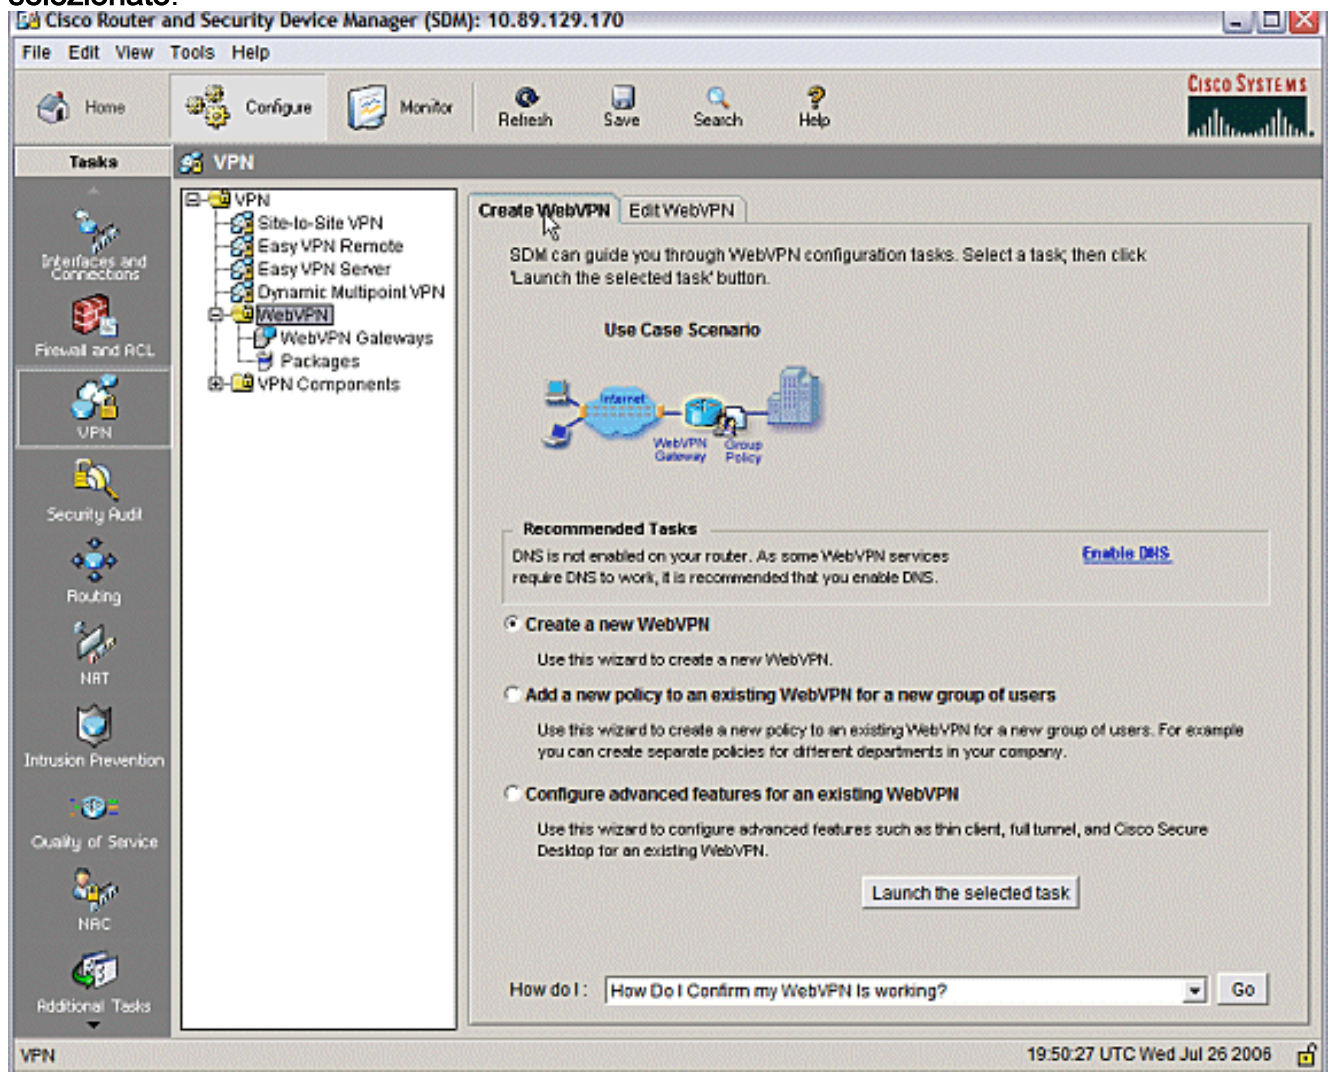 selezionato.
Cisco Router and Security Device Manager (SDM): 10.89.129.170
File Edit View Tools Help
Home
Configure
Monitor
Refresh
Save
Search
Help
CISCO SYSTEMS
Tasks
VPN
Interfaces and Connections
Firewall and ACL
VPN
Security Audit
Routing
NAT
Intrusion Prevention
Quality of Service
NAC
Additional Tasks
VPN
Site-to-Site VPN
Easy VPN Remote
Easy VPN Server
Dynamic Multipoint VPN
WebVPN
WebVPN Gateways
Packages
VPN Components
Create WebVPN
Edit WebVPN
SDM can guide you through WebVPN configuration tasks. Select a task; then click
'Launch the selected task' button.
Use Case Scenario
Internet
WebVPN Gateway
Group Policy
Recommended Tasks
DNS is not enabled on your router. As some WebVPN services
require DNS to work, it is recommended that you enable DNS.
Enable DNS
Create a new WebVPN
Use this wizard to create a new WebVPN.
Add a new policy to an existing WebVPN for a new group of users
Use this wizard to create a new policy to an existing WebVPN for a new group of users. For example
you can create separate policies for different departments in your company.
Configure advanced features for an existing WebVPN
Use this wizard to configure advanced features such as thin client, full tunnel, and Cisco Secure
Desktop for an existing WebVPN.
Launch the selected task
How do I :
How Do I Confirm my WebVPN Is working?
Go
VPN
19:50:27 UTC Wed Jul 26 2006